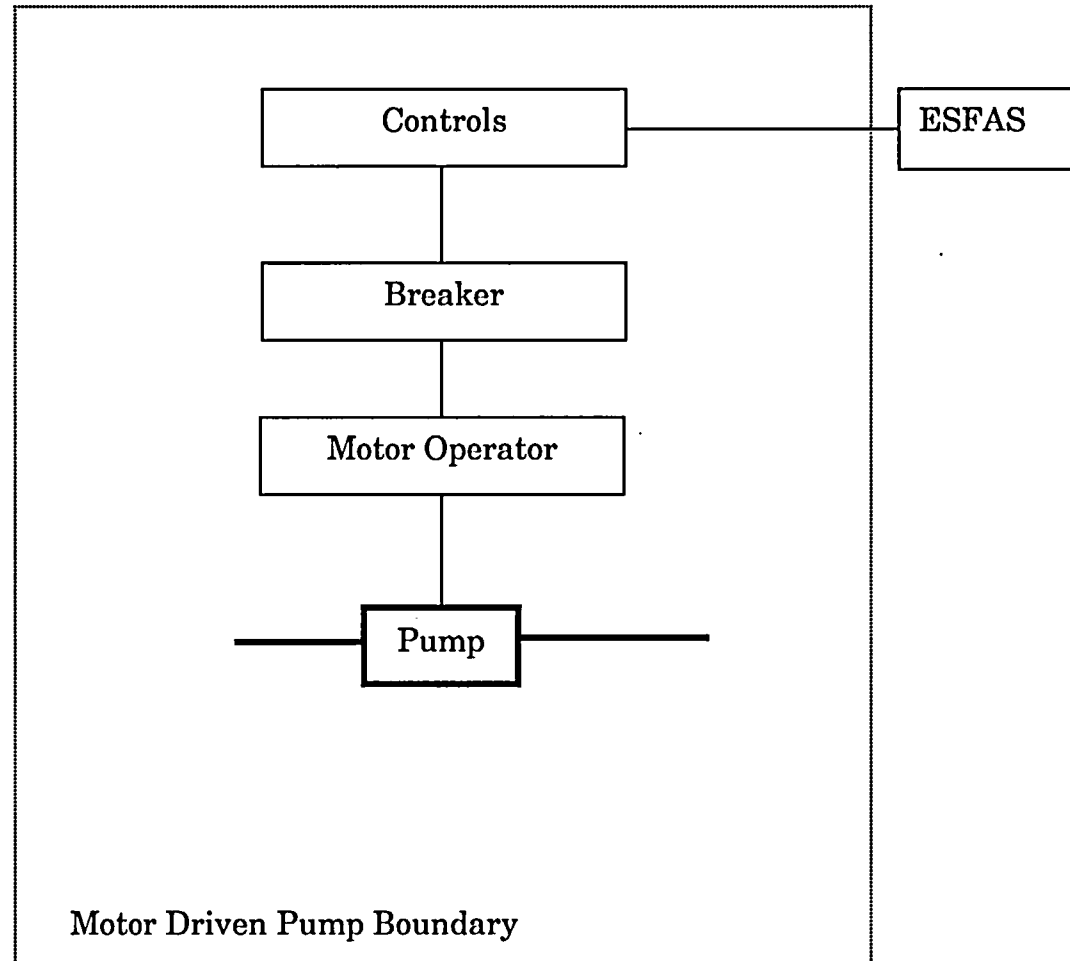 Controls
ESFAS
Breaker
Motor Operator
Pump
Motor Driven Pump Boundary